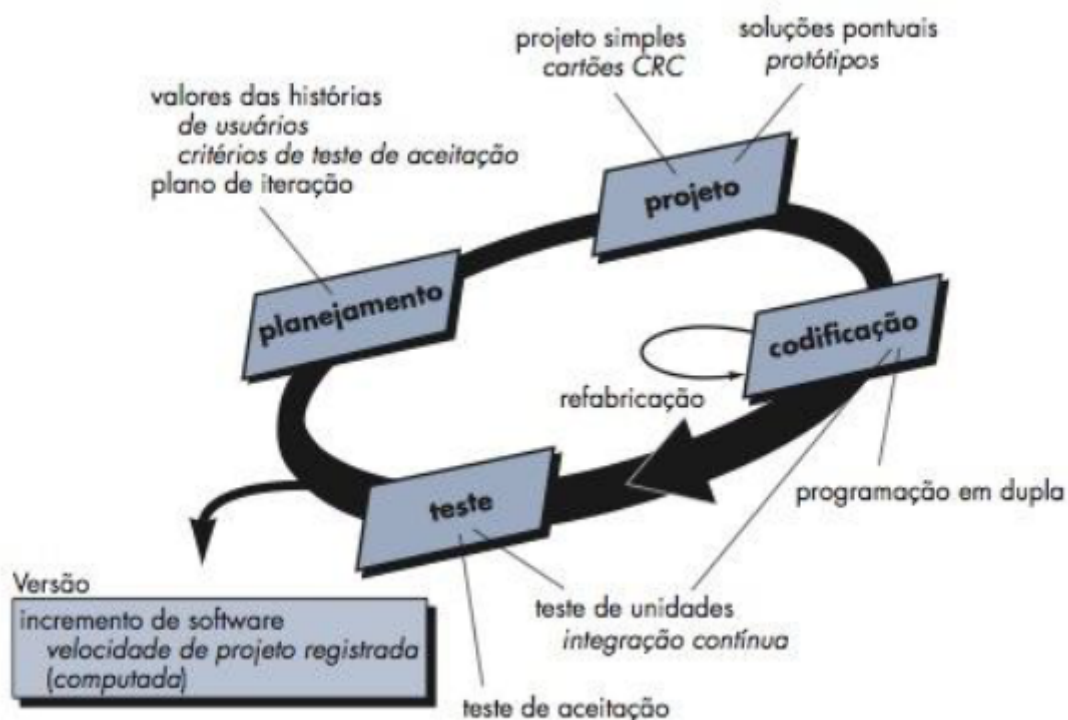 projeto simples
cartões CRC
soluções pontuais
protótipos
valores das histórias
de usuários
critérios de teste de aceitação
plano de iteração
projeto
planejamento
codificação
refabricação
programação em dupla
teste
Versão
incremento de software
velocidade de projeto registrada
(computada)
teste de unidades
integração contínua
teste de aceitação